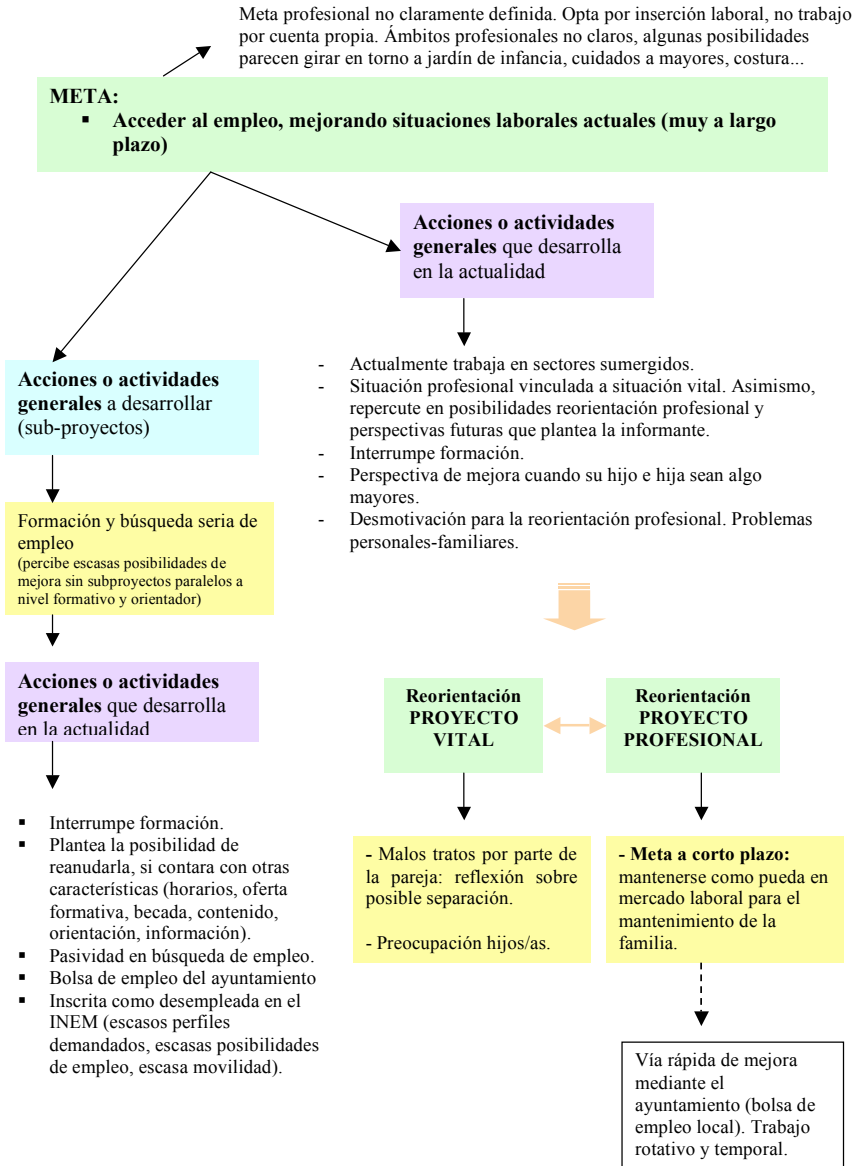 Meta profesional no claramente definida. Opta por inserción laboral, no trabajo
por cuenta propia. Ámbitos profesionales no claros, algunas posibilidades
parecen girar en torno a jardín de infancia, cuidados a mayores, costura...
META:
▪ Acceder al empleo, mejorando situaciones laborales actuales (muy a largo
plazo)
Acciones o actividades
generales que desarrolla
en la actualidad
- Actualmente trabaja en sectores sumergidos.
- Situación profesional vinculada a situación vital. Asimismo,
repercute en posibilidades reorientación profesional y
perspectivas futuras que plantea la informante.
- Interrumpe formación.
- Perspectiva de mejora cuando su hijo e hija sean algo
mayores.
- Desmotivación para la reorientación profesional. Problemas
personales-familiares.
Acciones o actividades
generales a desarrollar
(sub-proyectos)
Formación y búsqueda seria de
empleo
(percibe escasas posibilidades de
mejora sin subproyectos paralelos a
nivel formativo y orientador)
Acciones o actividades
generales que desarrolla
en la actualidad
▪ Interrumpe formación.
▪ Plantea la posibilidad de
reanudarla, si contara con otras
características (horarios, oferta
formativa, becada, contenido,
orientación, información).
▪ Pasividad en búsqueda de empleo.
▪ Bolsa de empleo del ayuntamiento
▪ Inscrita como desempleada en el
INEM (escasos perfiles
demandados, escasas posibilidades
de empleo, escasa movilidad).
Reorientación
PROYECTO
VITAL
Reorientación
PROYECTO
PROFESIONAL
- Malos tratos por parte de
la pareja: reflexión sobre
posible separación.
- Preocupación hijos/as.
- Meta a corto plazo:
mantenerse como pueda en
mercado laboral para el
mantenimiento de la
familia.
Vía rápida de mejora
mediante el
ayuntamiento (bolsa de
empleo local). Trabajo
rotativo y temporal.